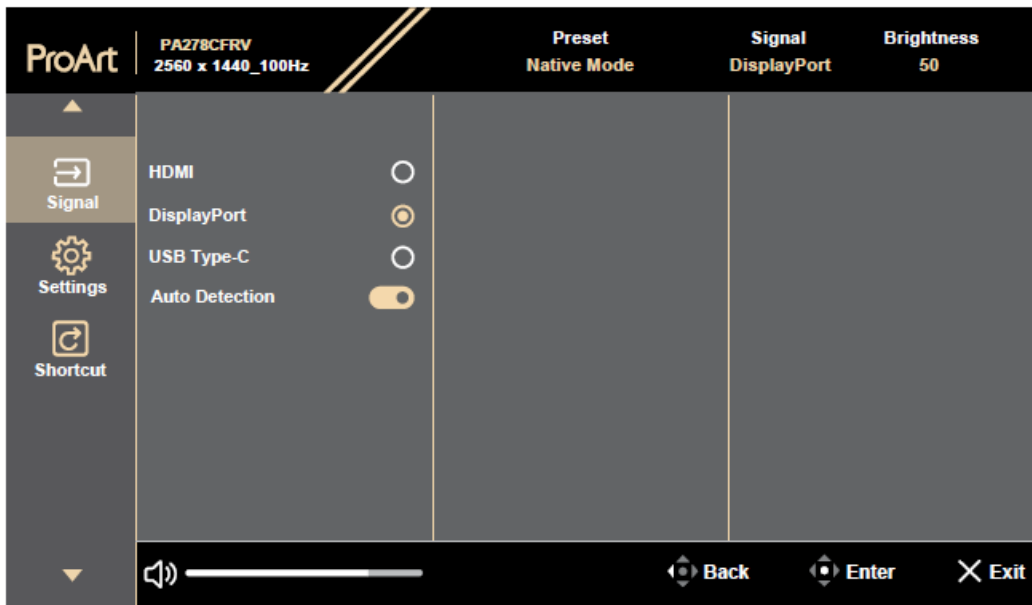 ProArt
PA278CFRV
2560 x 1440_100Hz
Preset
Native Mode
Signal
DisplayPort
Brightness
50
Signal
Settings
Shortcut
HDMI
DisplayPort
USB Type-C
Auto Detection
Back
Enter
Exit